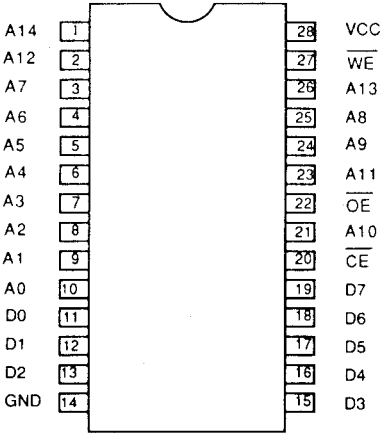 A14 1 28 VCC
A12 2 27 WE
A7 3 26 A13
A6 4 25 A8
A5 5 24 A9
A4 6 23 A11
A3 7 22 OE
A2 8 21 A10
A1 9 20 CE
A0 10 19 D7
D0 11 18 D6
D1 12 17 D5
D2 13 16 D4
GND 14 15 D3